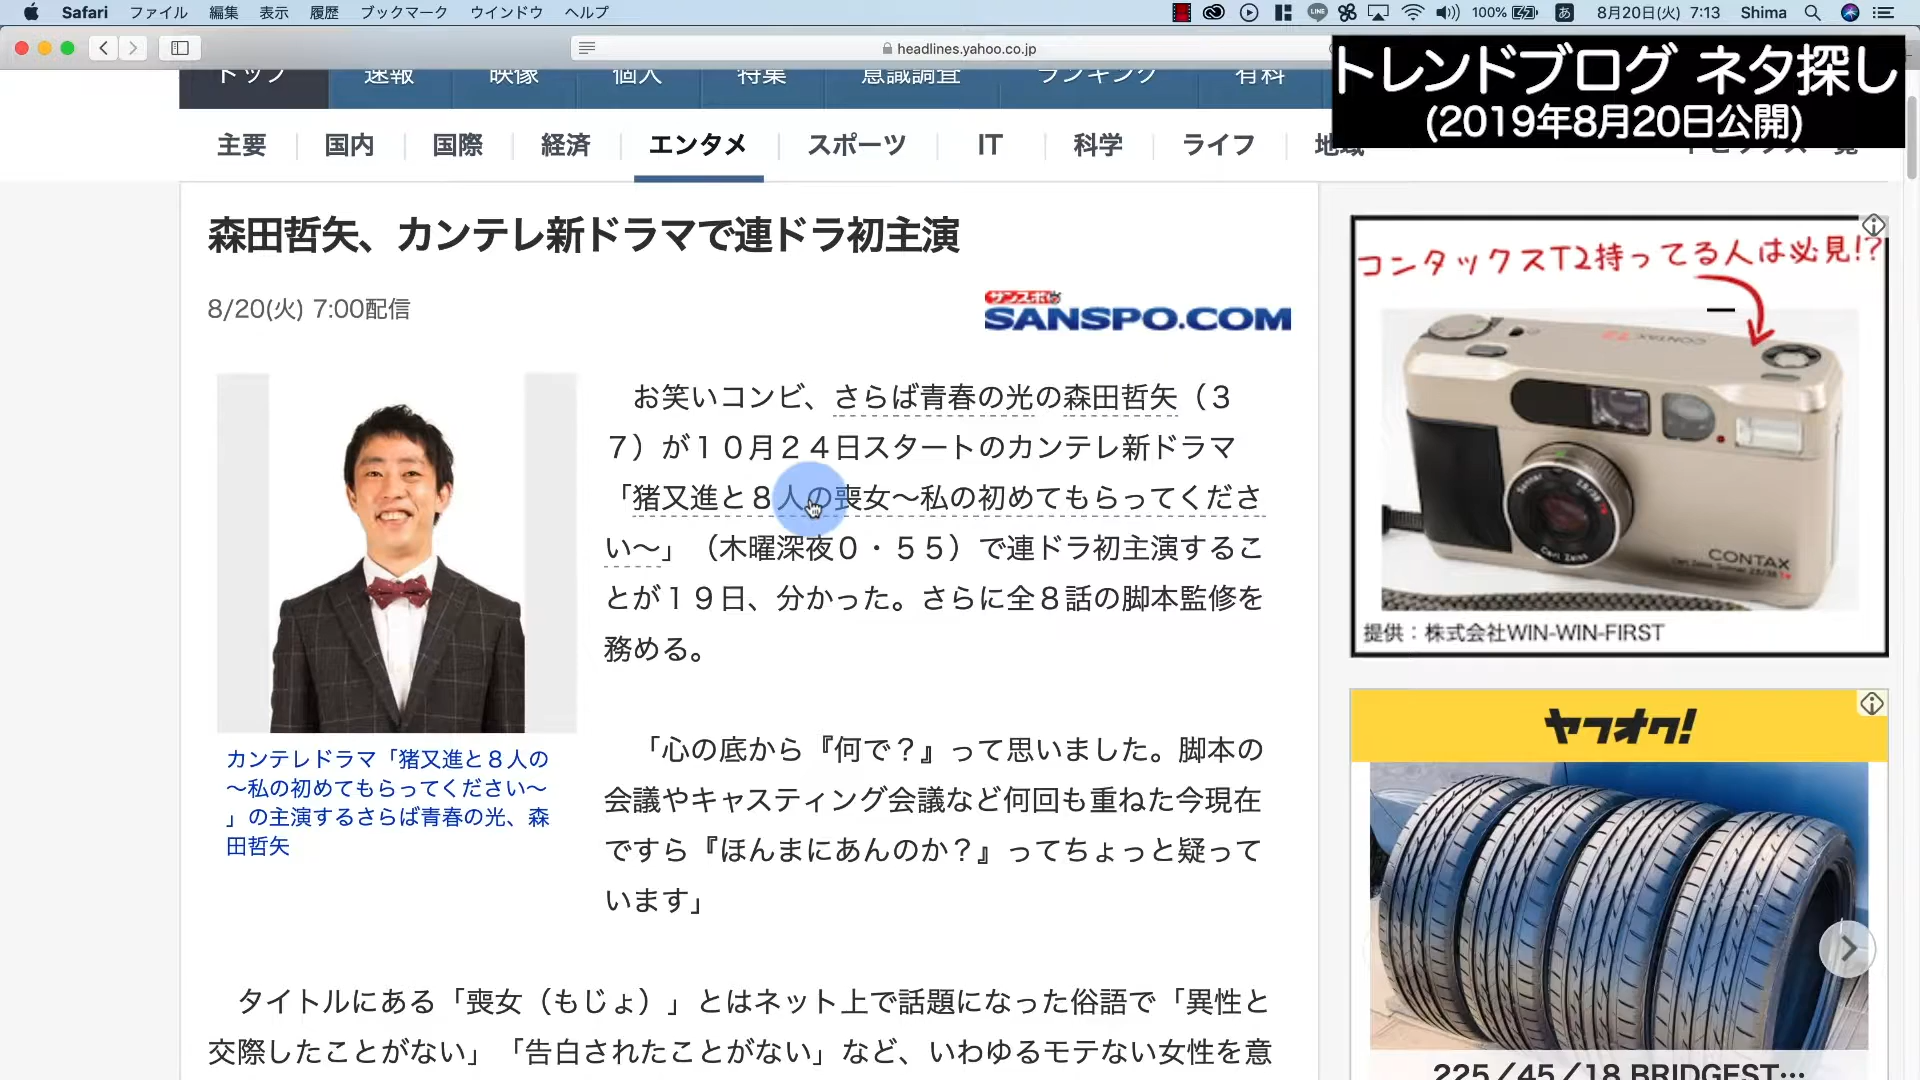 Safari ファイル 編集 表示 履歴 ブックマーク ウインドウ ヘルプ
LINE 100% あ 8月20日(火) 7:13 Shima
headlines.yahoo.co.jp
トップ 速報 映像 個人 特集 意識調査 ランキング 有料
トレンドブログ ネタ探し
(2019年8月20日公開)
主要 国内 国際 経済 エンタメ スポーツ IT 科学 ライフ 地域
森田哲矢、カンテレ新ドラマで連ドラ初主演
8/20(火) 7:00配信
サンスポ
SANSPO.COM
お笑いコンビ、さらば青春の光の森田哲矢（３
７）が１０月２４日スタートのカンテレ新ドラマ
「猪又進と８人の喪女～私の初めてもらってくださ
い～」（木曜深夜０・５５）で連ドラ初主演するこ
とが１９日、分かった。さらに全８話の脚本監修を
務める。
カンテレドラマ「猪又進と８人の
～私の初めてもらってください～
」の主演するさらば青春の光、森
田哲矢
「心の底から『何で？』って思いました。脚本の
会議やキャスティング会議など何回も重ねた今現在
ですら『ほんまにあんのか？』ってちょっと疑って
います」
タイトルにある「喪女（もじょ）」とはネット上で話題になった俗語で「異性と
交際したことがない」「告白されたことがない」など、いわゆるモテない女性を意
コンタックスT2持ってる人は必見!?
CONTAX T2
Sonnar 2.8/38
Carl Zeiss
CONTAX
Carl Zeiss Sonnar 2.8/38 T*
提供：株式会社WIN-WIN-FIRST
ヤフオク!
225/45/18 BRIDGEST…